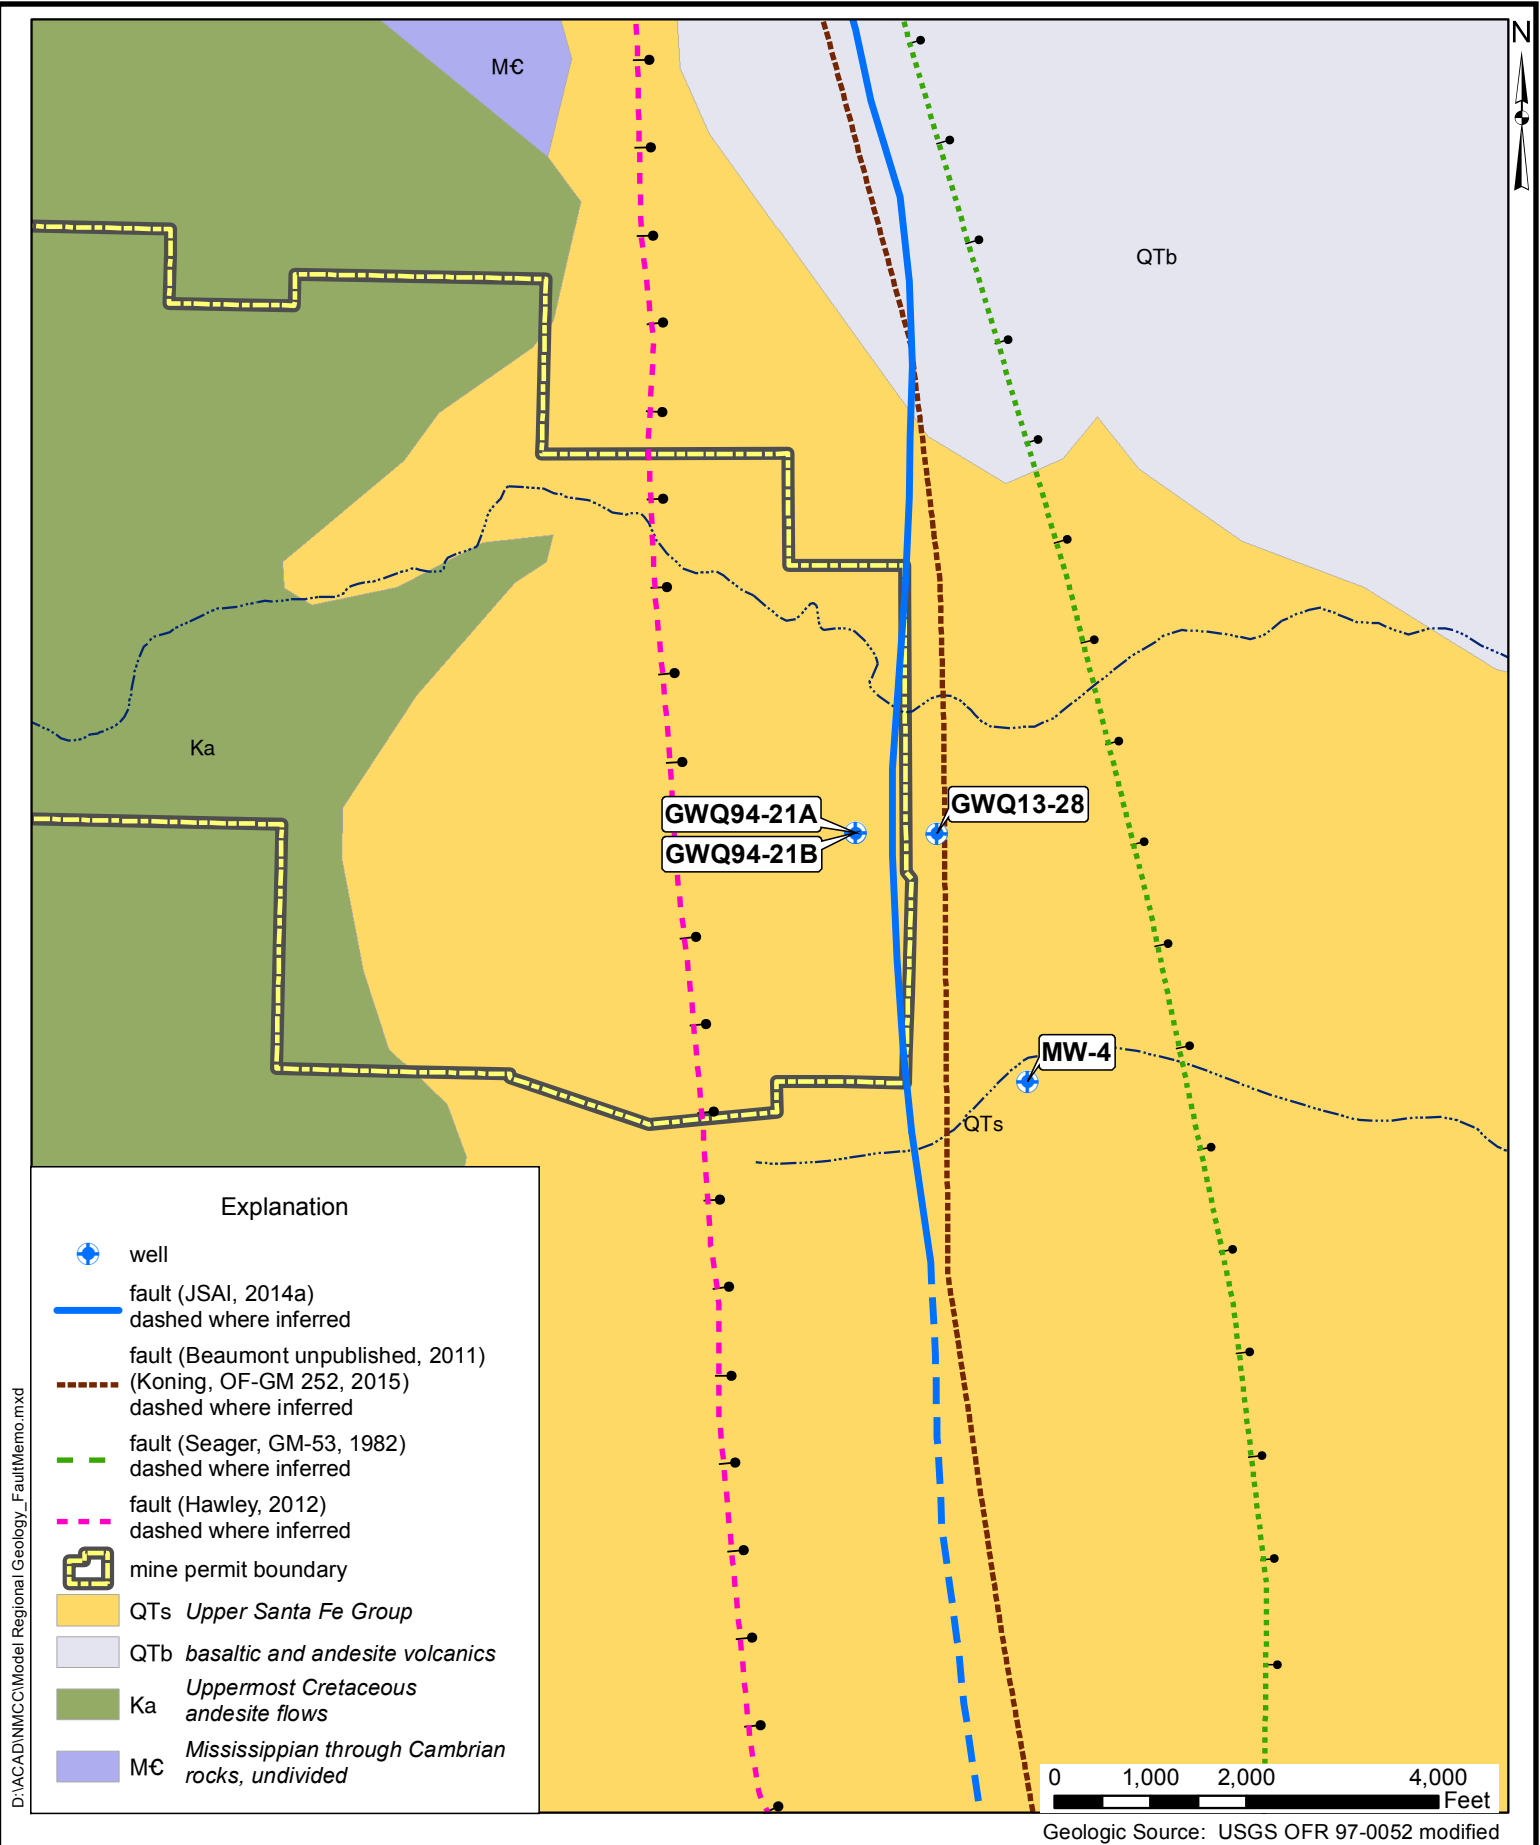 N
M€
QTb
Ka
GWQ94-21A
GWQ94-21B
GWQ13-28
MW-4
QTs
Explanation
well
fault (JSAI, 2014a)
dashed where inferred
fault (Beaumont unpublished, 2011)
(Koning, OF-GM 252, 2015)
dashed where inferred
fault (Seager, GM-53, 1982)
dashed where inferred
fault (Hawley, 2012)
dashed where inferred
mine permit boundary
QTs Upper Santa Fe Group
QTb basaltic and andesite volcanics
Ka Uppermost Cretaceous
andesite flows
M€ Mississippian through Cambrian
rocks, undivided
D:\ACAD\NMCC\Model Regional Geology_FaultMemo.mxd
0 1,000 2,000 4,000
Feet
Geologic Source: USGS OFR 97-0052 modified